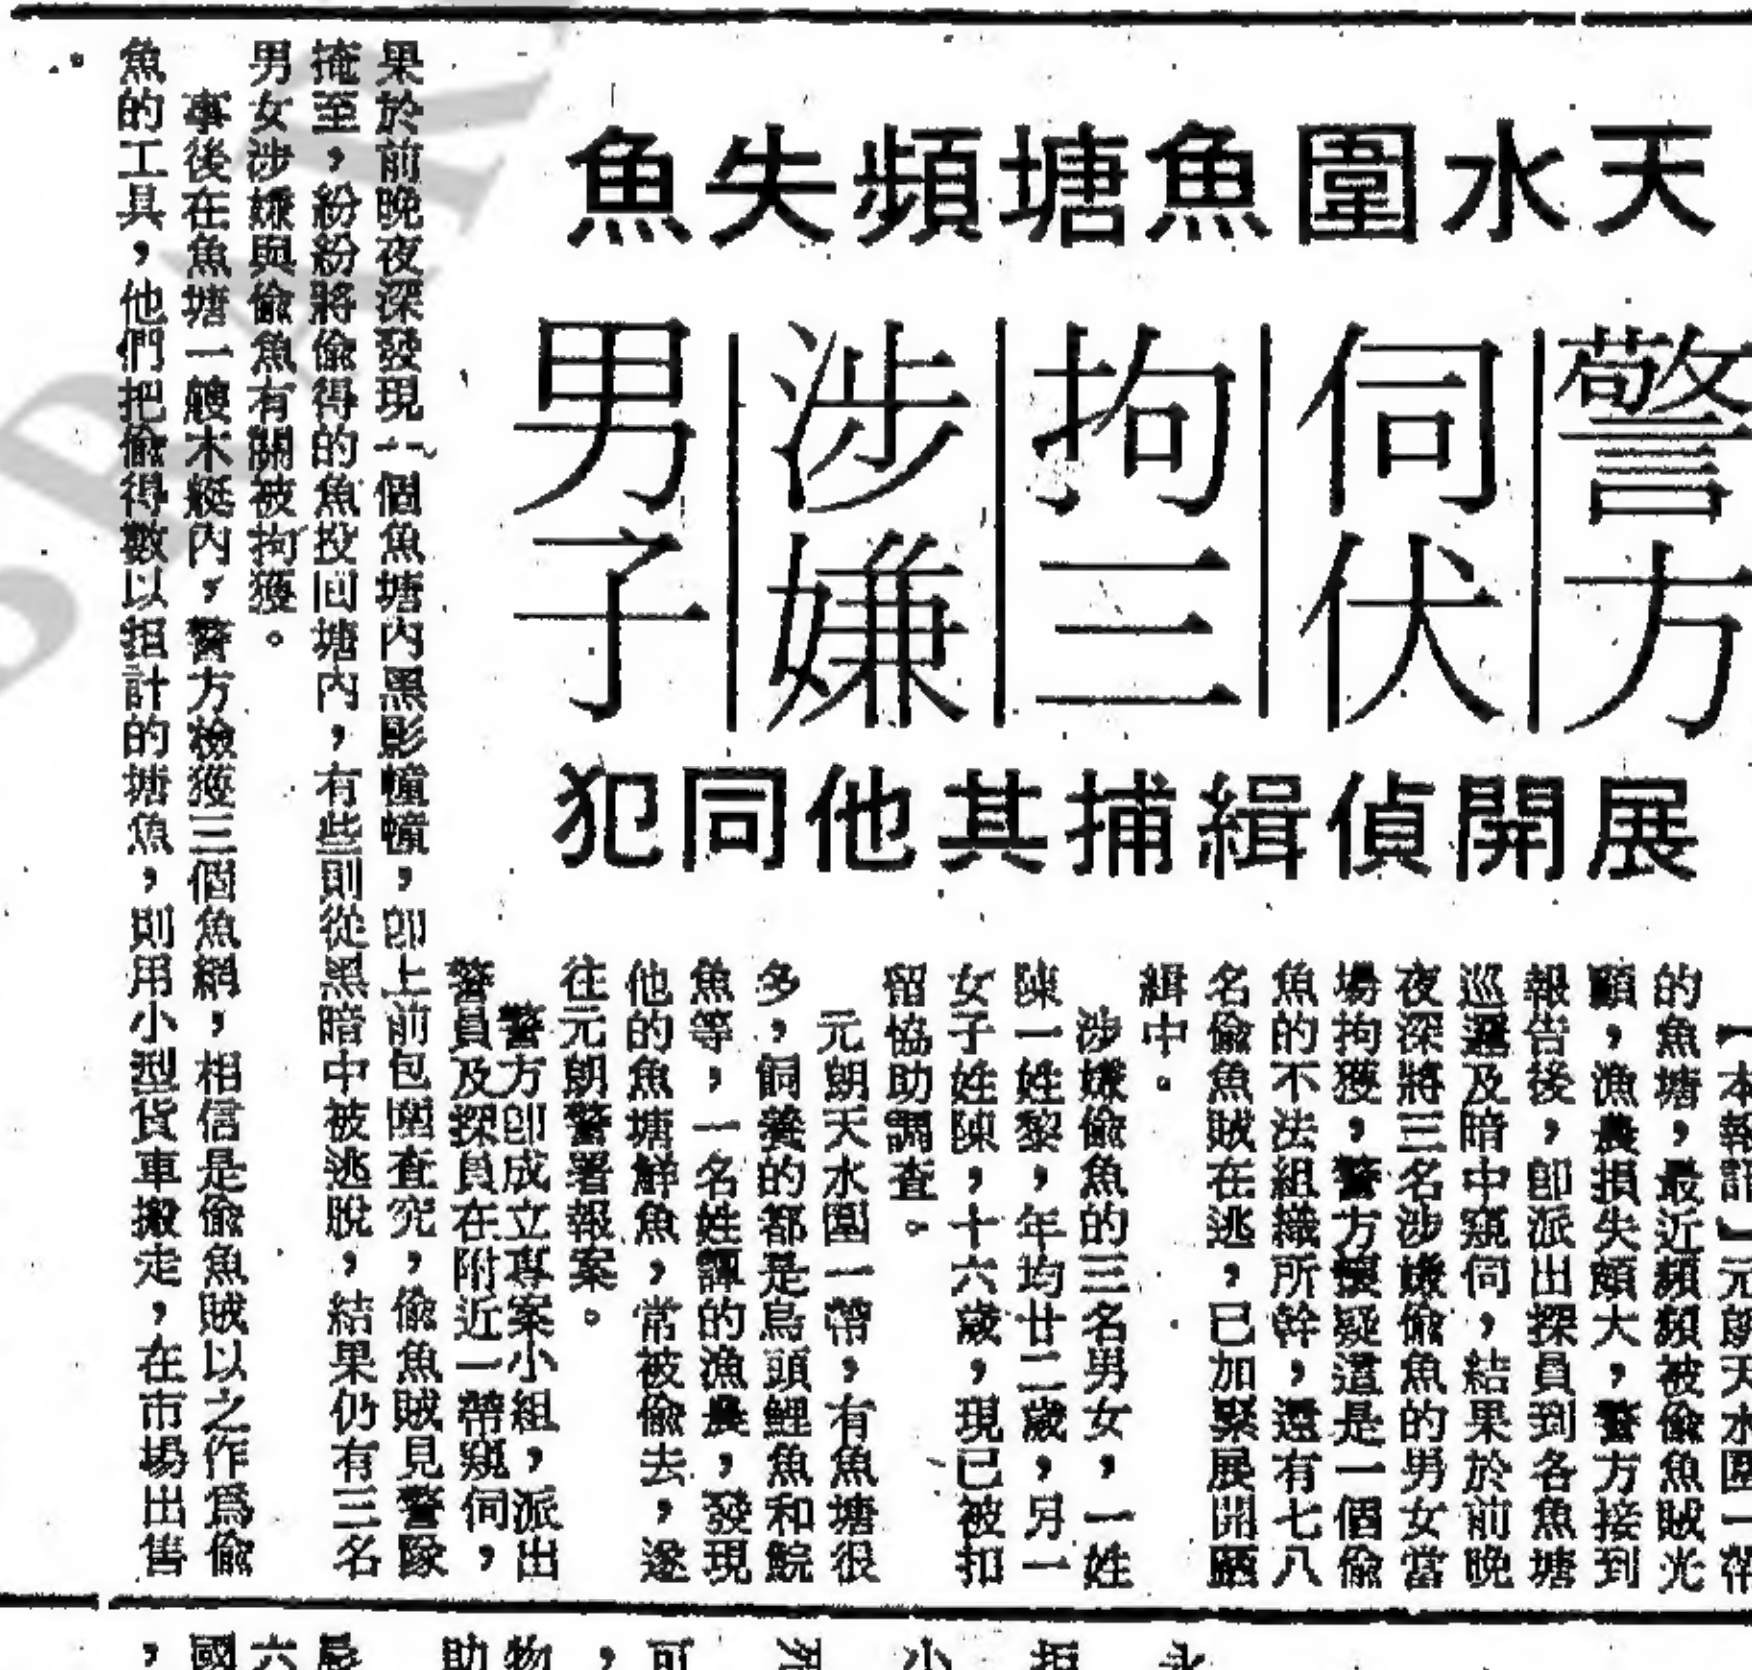 天水圍魚塘頻失魚
警方
伺伏
拘三
涉嫌
男子
展開偵緝捕其他同犯
【本報訊】元朗天水圍一帶
的魚塘，最近頻頻被偷魚賊光
顧，漁農損失頗大，警方接到
報告後，卽派出探員到各魚塘
巡邏及暗中窺伺，結果於前晚
夜深將三名涉嫌偷魚的男女當
場拘獲，警方懷疑這是一個偷
魚的不法組織所幹，還有七八
名偷魚賊在逃，已加緊展開
緝中。
涉嫌偷魚的三名男女，一姓
陳一姓黎，年均廿二歲，另一
女子姓陳，十六歲，現已被扣
留協助調查。
元朗天水圍一帶，有魚塘很
多，飼養的都是烏頭鯉魚和鯇
魚等，一名姓譚的漁農，發現
他的魚塘鮮魚，常被偷去，遂
往元朗警署報案。
警方卽成立專案小組，派出
警員及探員在附近一帶窺伺，
果於前晚夜深發現一個魚塘內黑影幢幢，卽上前包圍查究，偷魚賊見警隊
掩至，紛紛將偷得的魚投回塘內，有些則從黑暗中被逃脫，結果仍有三名
男女涉嫌與偷魚有關被拘獲。
事後在魚塘一艘木艇內，警方檢獲三個魚網，相信是偷魚賊以之作爲偷
魚的工具，他們把偷得數以担計的塘魚，則用小型貨車搬走，在市場出售
。